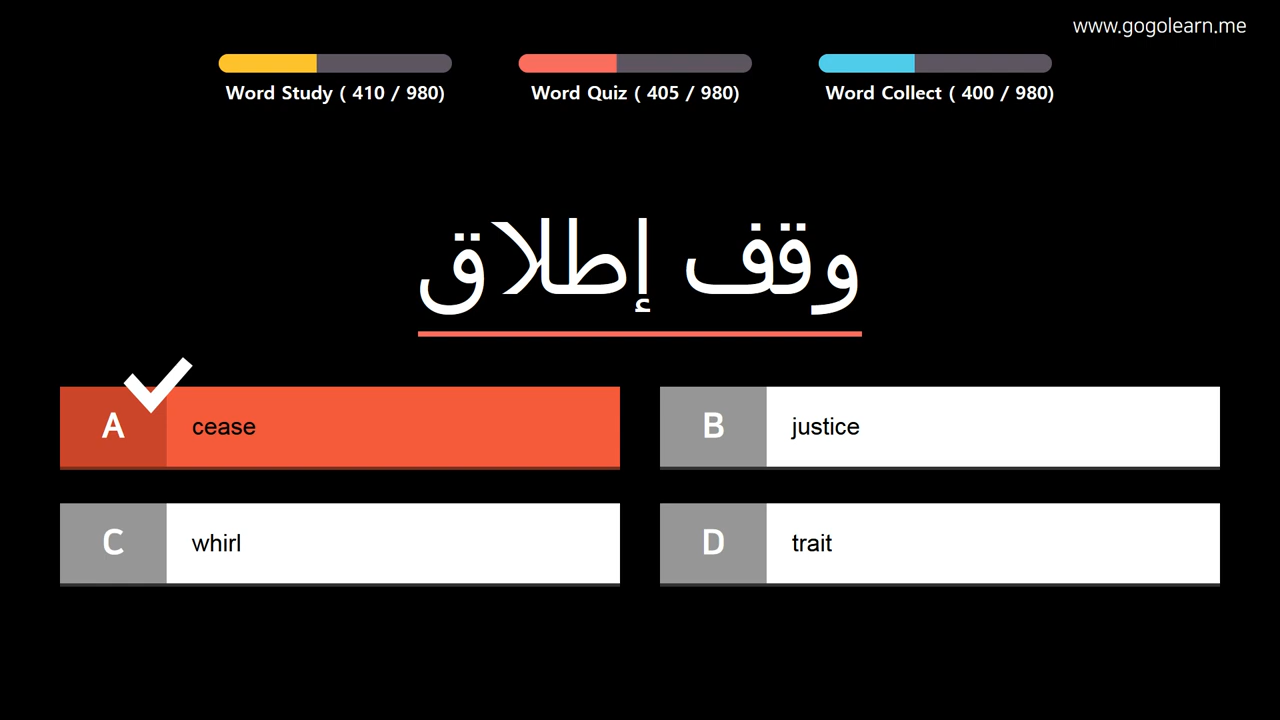 www.gogolearn.me
Word Study ( 410 / 980)
Word Quiz ( 405 / 980)
Word Collect ( 400 / 980)
وقف إطلاق
A cease
B justice
C whirl
D trait